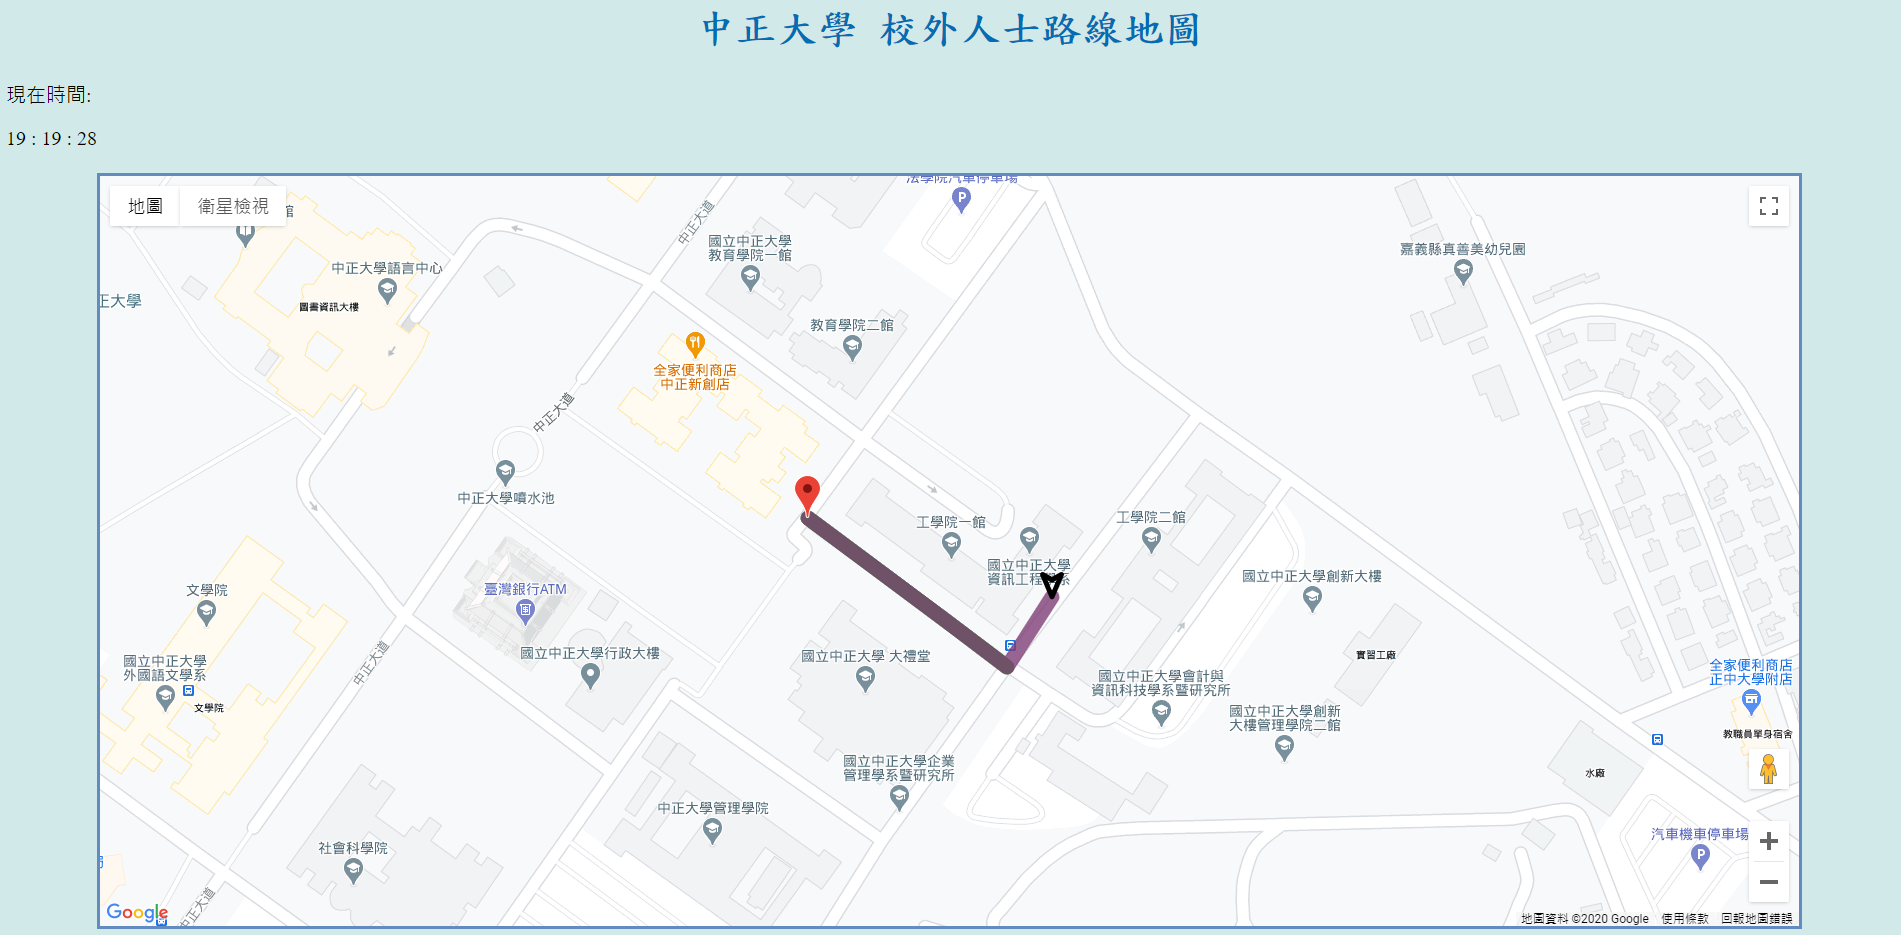 中正大學 校外人士路線地圖
現在時間:
19 : 19 : 28
地圖
衛星檢視
館
法學院汽車停車場
中正大道
國立中正大學
教育學院一館
嘉義縣真善美幼兒園
中正大學語言中心
正大學
圖書資訊大樓
教育學院二館
全家便利商店
中正新創店
中正大道
中正大學噴水池
工學院一館
工學院二館
國立中正大學
資訊工程學系
國立中正大學創新大樓
文學院
臺灣銀行ATM
國立中正大學行政大樓
國立中正大學 大禮堂
實習工廠
國立中正大學
外國語文學系
文學院
中正大道
國立中正大學會計與
資訊科技學系暨研究所
全家便利商店
正中大學附店
國立中正大學創新
大樓管理學院二館
教職員單身宿舍
國立中正大學企業
管理學系暨研究所
水廠
中正大學管理學院
汽車機車停車場
社會科學院
中正大道
Google
地圖資料 ©2020 Google
使用條款
回報地圖錯誤